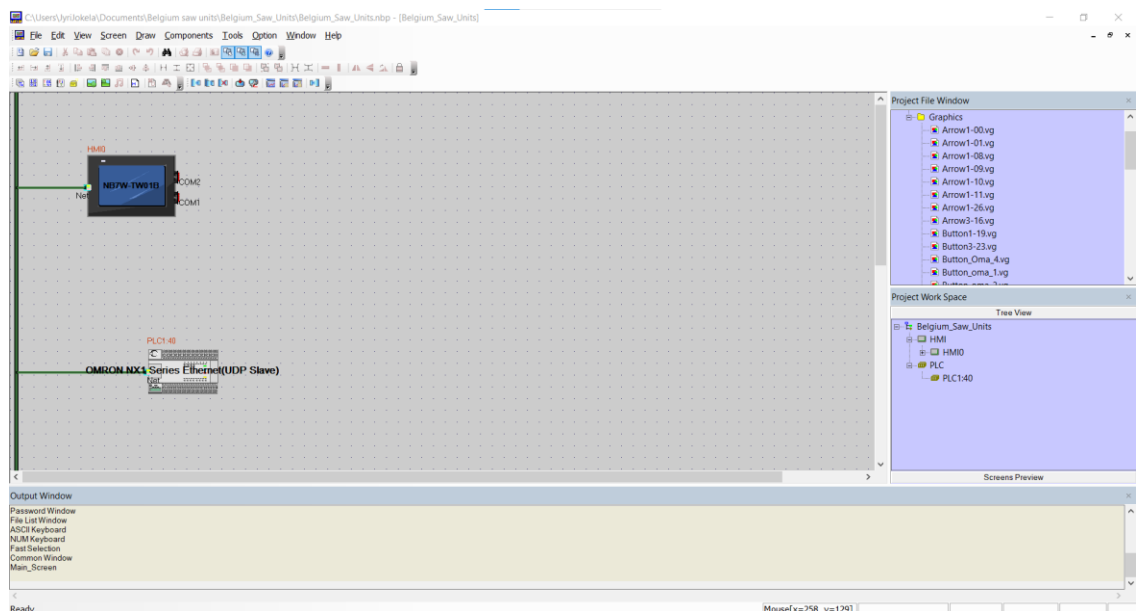 C:\Users\JyriJokela\Documents\Belgium saw units\Belgium_Saw_Units\Belgium_Saw_Units.nbp - [Belgium_Saw_Units]
File Edit View Screen Draw Components Tools Option Window Help
HMI0
NB7W-TW01B
COM2
Net
COM1
PLC1:40
OMRON NX1 Series Ethernet(UDP Slave)
Net
Project File Window
Graphics
Arrow1-00.vg
Arrow1-01.vg
Arrow1-08.vg
Arrow1-09.vg
Arrow1-10.vg
Arrow1-11.vg
Arrow1-26.vg
Arrow3-16.vg
Button1-19.vg
Button3-23.vg
Button_Oma_4.vg
Button_oma_1.vg
Project Work Space
Tree View
Belgium_Saw_Units
HMI
HMI0
PLC
PLC1:40
Screens Preview
Output Window
Password Window
File List Window
ASCII Keyboard
NUM Keyboard
Fast Selection
Common Window
Main_Screen
Ready
Mouse[x=258 y=129]